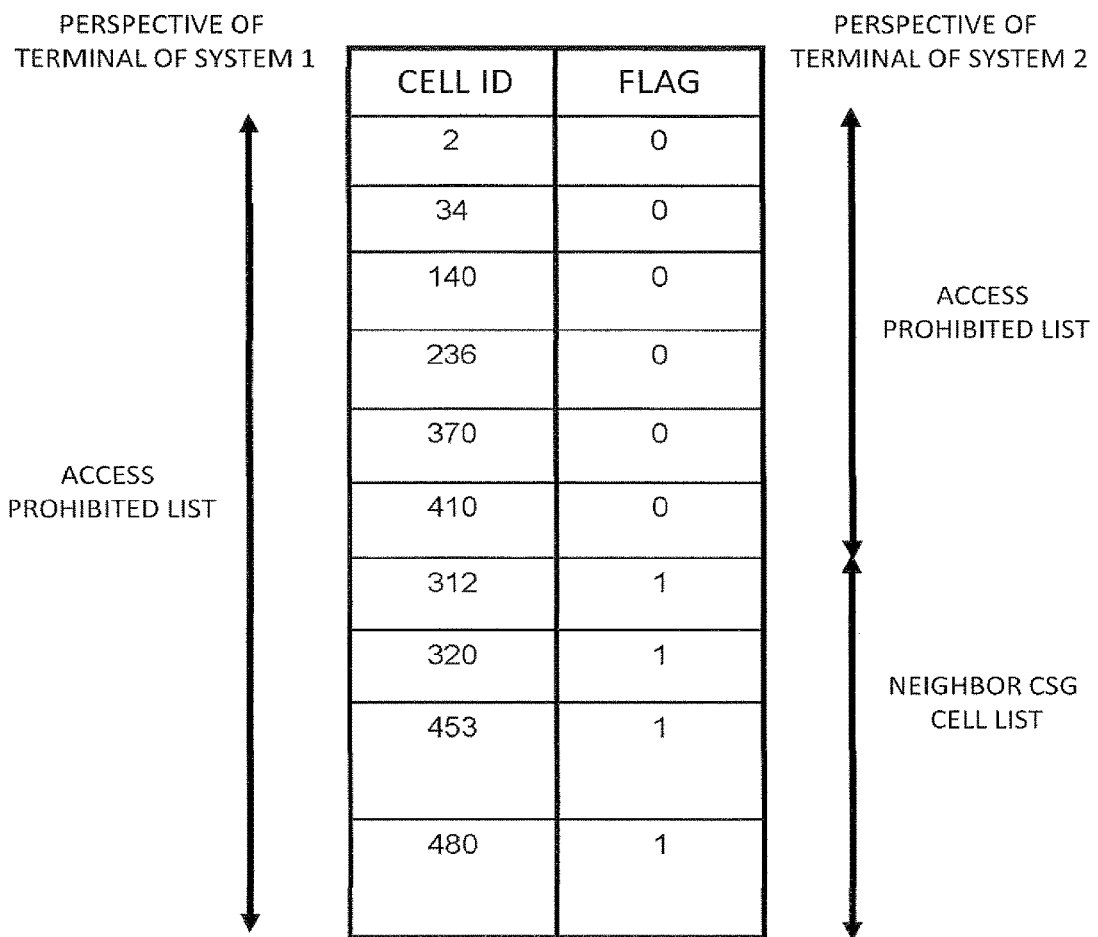 PERSPECTIVE OF
TERMINAL OF SYSTEM 1
PERSPECTIVE OF
TERMINAL OF SYSTEM 2
CELL ID FLAG
2 0
34 0
140 0
236 0
370 0
410 0
312 1
320 1
453 1
480 1
ACCESS
PROHIBITED LIST
ACCESS
PROHIBITED LIST
NEIGHBOR CSG
CELL LIST